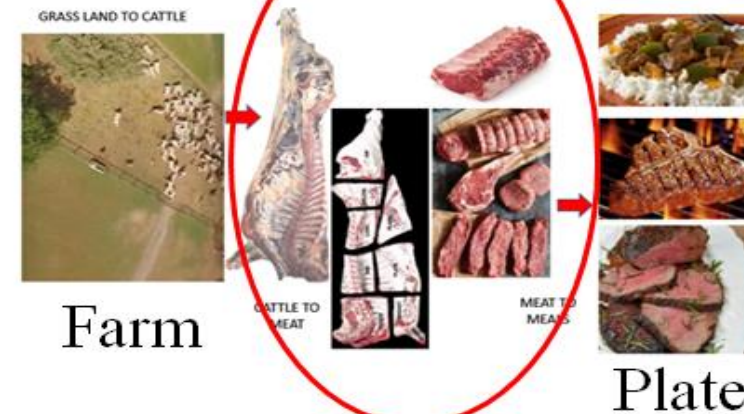 GRASS LAND TO CATTLE
CATTLE TO
MEAT
MEAT TO
MEALS
Farm
Plate